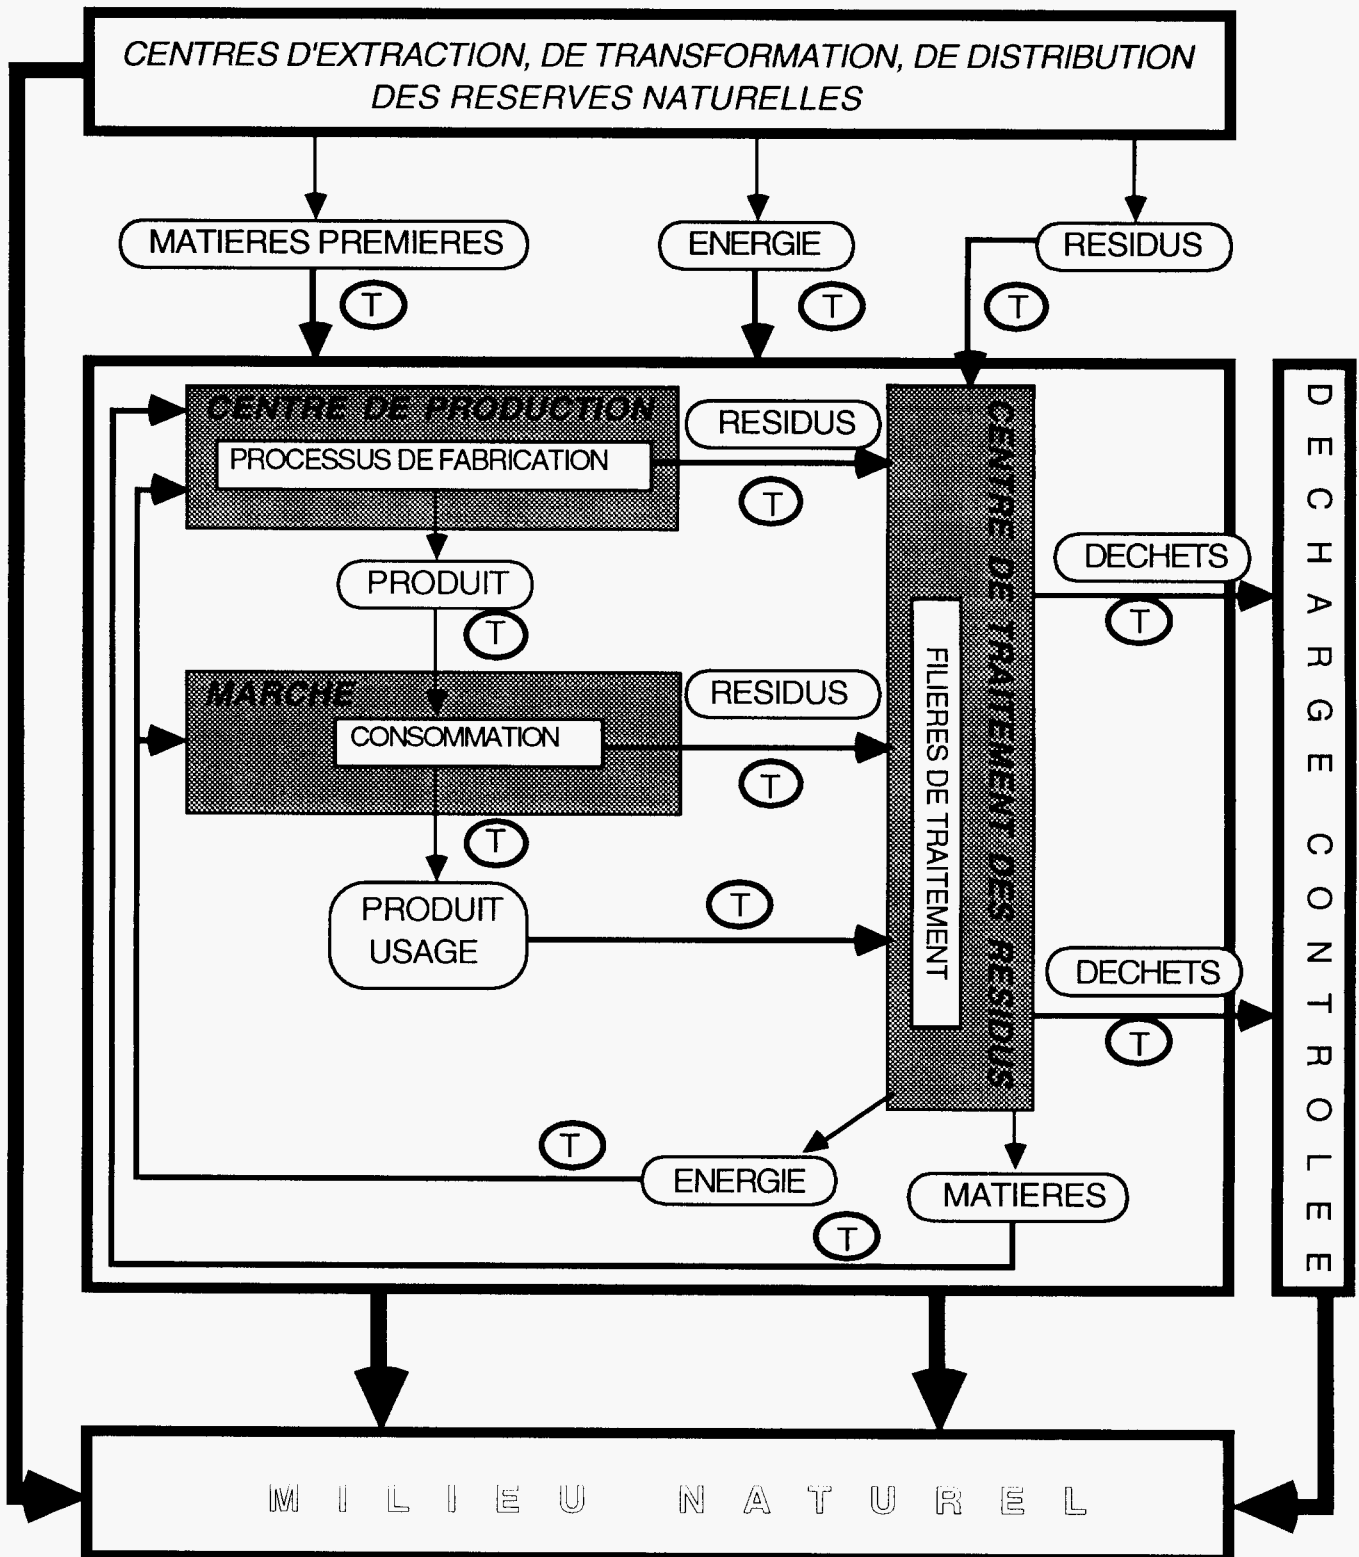 CENTRES D'EXTRACTION, DE TRANSFORMATION, DE DISTRIBUTION
DES RESERVES NATURELLES
MATIERES PREMIERES
ENERGIE
RESIDUS
T
T
T
CENTRE DE PRODUCTION
PROCESSUS DE FABRICATION
RESIDUS
T
PRODUIT
T
MARCHE
CONSOMMATION
RESIDUS
T
T
PRODUIT
USAGE
T
CENTRE DE TRAITEMENT DES RESIDUS
FILIERES DE TRAITEMENT
DECHETS
T
DECHETS
T
T
ENERGIE
MATIERES
T
DECHARGE CONTROLEE
MILIEU NATUREL